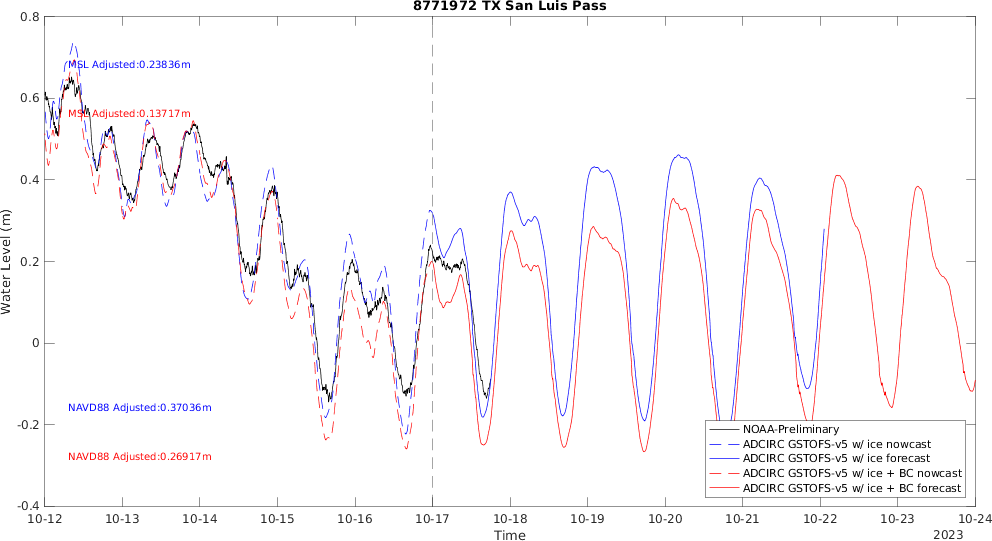 8771972 TX San Luis Pass
Water Level (m)
0.8
0.6
0.4
0.2
0
-0.2
-0.4
MSL Adjusted:0.23836m
MSL Adjusted:0.13717m
NAVD88 Adjusted:0.37036m
NAVD88 Adjusted:0.26917m
NOAA-Preliminary
ADCIRC GSTOFS-v5 w/ ice nowcast
ADCIRC GSTOFS-v5 w/ ice forecast
ADCIRC GSTOFS-v5 w/ ice + BC nowcast
ADCIRC GSTOFS-v5 w/ ice + BC forecast
10-12 10-13 10-14 10-15 10-16 10-17 10-18 10-19 10-20 10-21 10-22 10-23 10-24
Time
2023